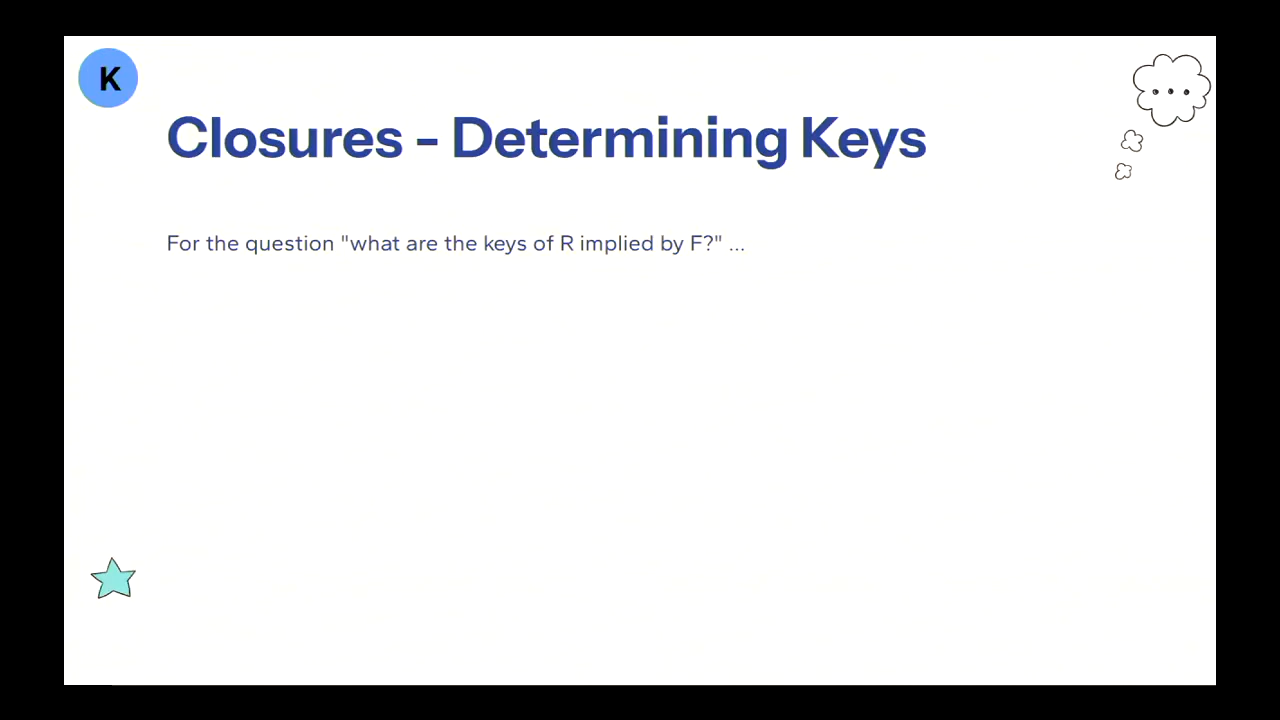 K
Closures - Determining Keys
For the question "what are the keys of R implied by F?" ...